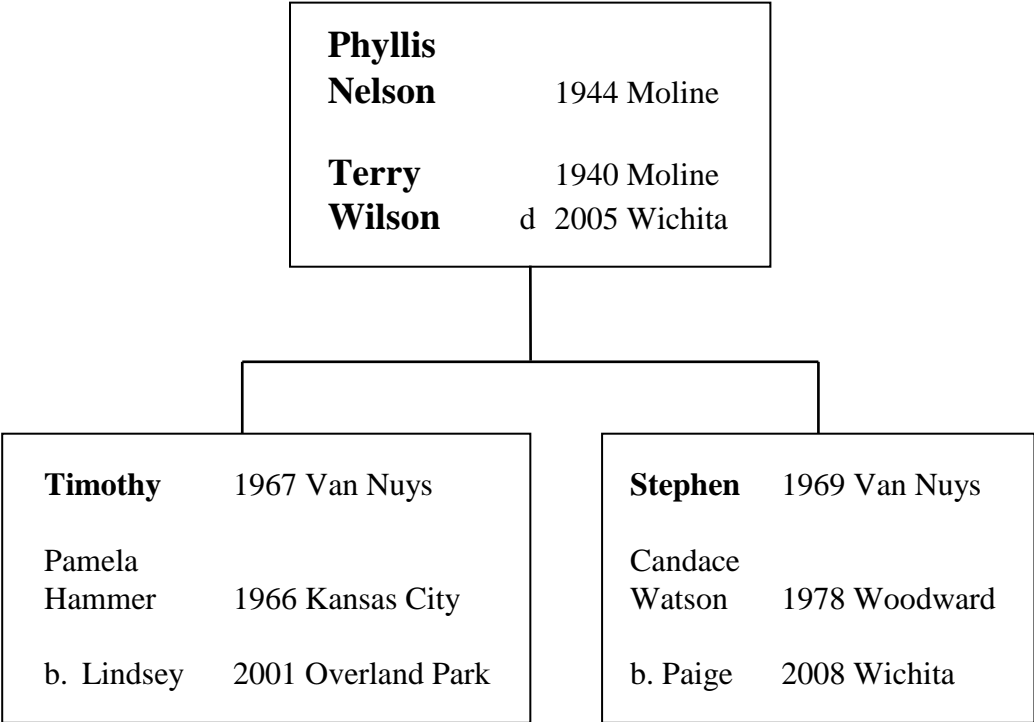 Phyllis
Nelson 1944 Moline
Terry 1940 Moline
Wilson d 2005 Wichita
Timothy 1967 Van Nuys
Pamela
Hammer 1966 Kansas City
b. Lindsey 2001 Overland Park
Stephen 1969 Van Nuys
Candace
Watson 1978 Woodward
b. Paige 2008 Wichita